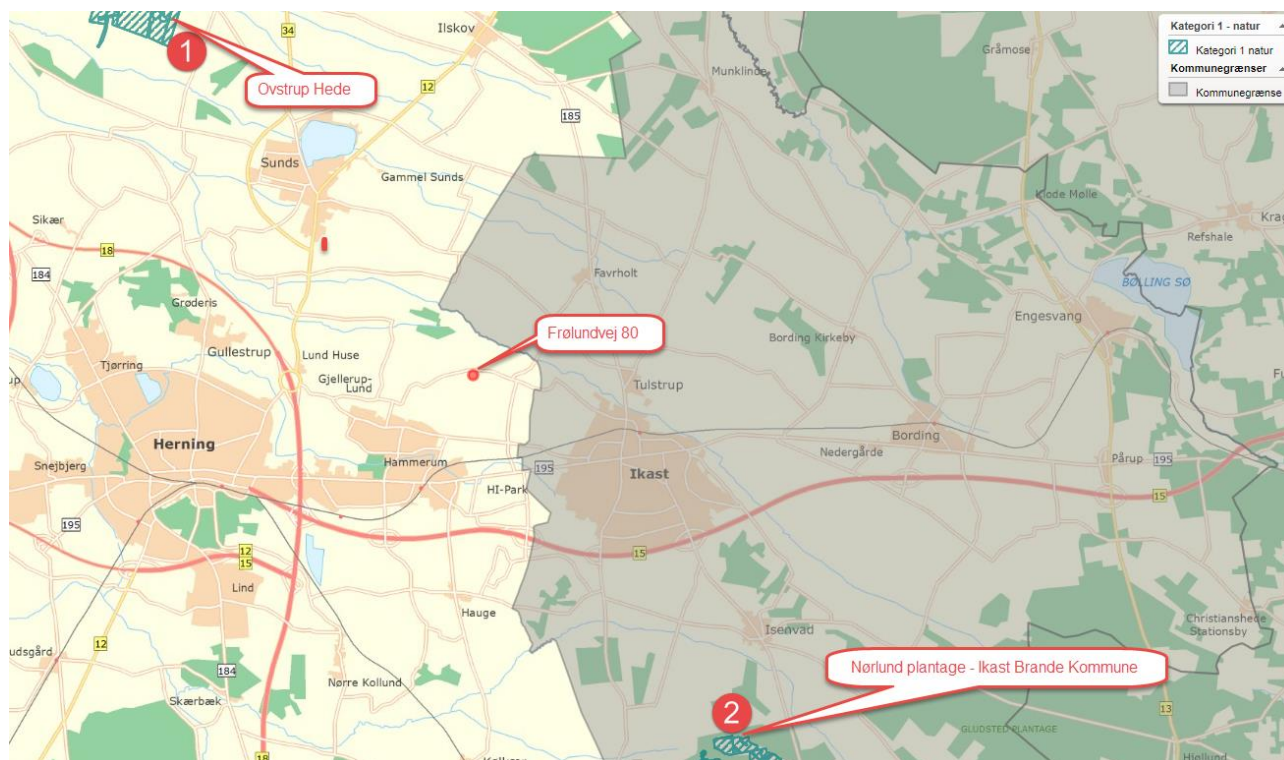 Kategori 1 - natur
Kategori 1 natur
Kommunegrænser
Kommunegrænse
1
34
Ilskov
Gråmose
Ovstrup Hede
12
Munklinde
185
Sunds
Gammel Sunds
Klode Mølle
Sikær
Refshale
18
184
Favrholt
BØLLING SØ
Grøderis
Engesvang
Frølundvej 80
Gullestrup
Lund Huse
Bording Kirkeby
Tjørring
Gjellerup-
Lund
Tulstrup
Herning
Bording
Snejbjerg
Hammerum
195
Ikast
Nedergårde
Pårup
195
HI-Park
15
195
12
15
15
Lind
Hauge
Christianshede
Stationsby
Isenvad
12
184
Nørlund plantage - Ikast Brande Kommune
Nørre Kollund
Skærbæk
2
13
GLUDSTED PLANTAGE
18
18